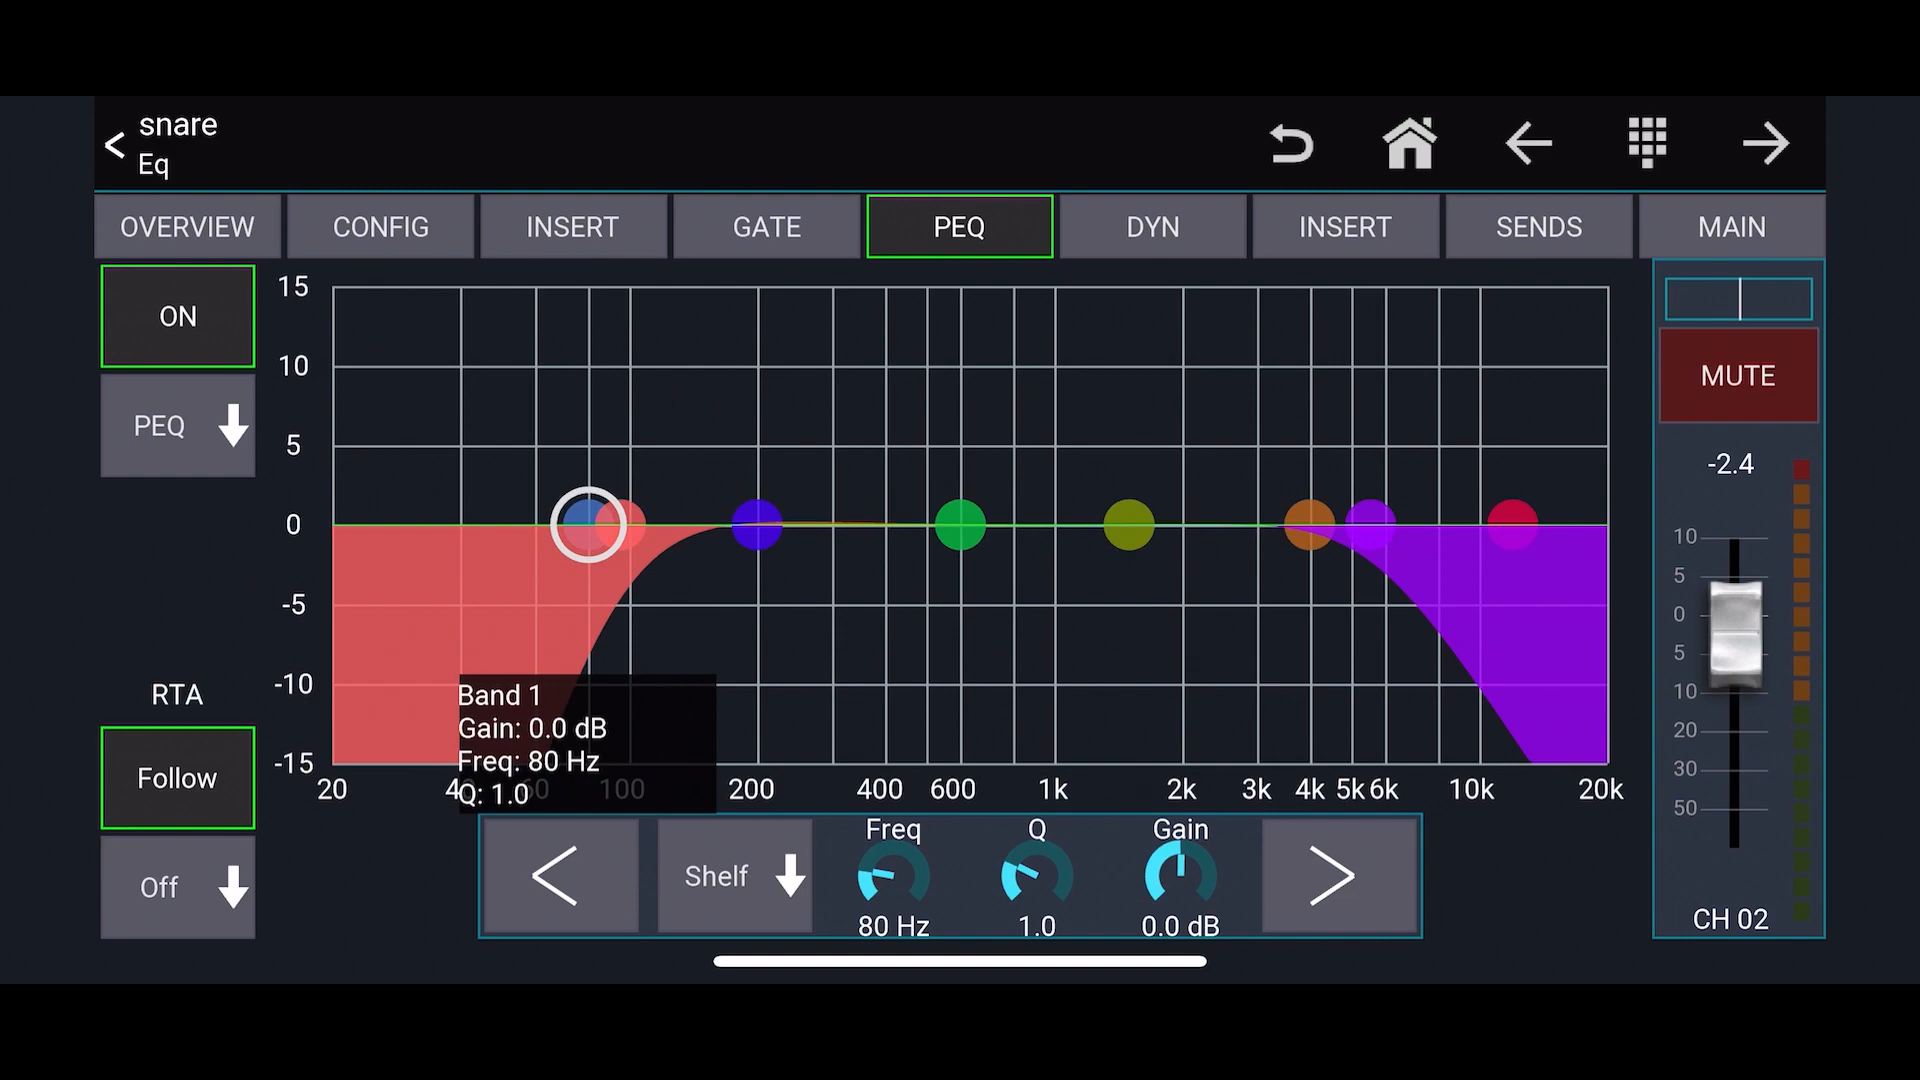 snare
Eq
OVERVIEW CONFIG INSERT GATE PEQ DYN INSERT SENDS MAIN
ON
PEQ
RTA
Follow
Off
15
10
5
0
-5
-10
-15
20 4 60 100 200 400 600 1k 2k 3k 4k 5k 6k 10k 20k
Band 1
Gain: 0.0 dB
Freq: 80 Hz
Q: 1.0
Shelf
Freq Q Gain
80 Hz 1.0 0.0 dB
MUTE
-2.4
10
5
0
5
10
20
30
50
CH 02